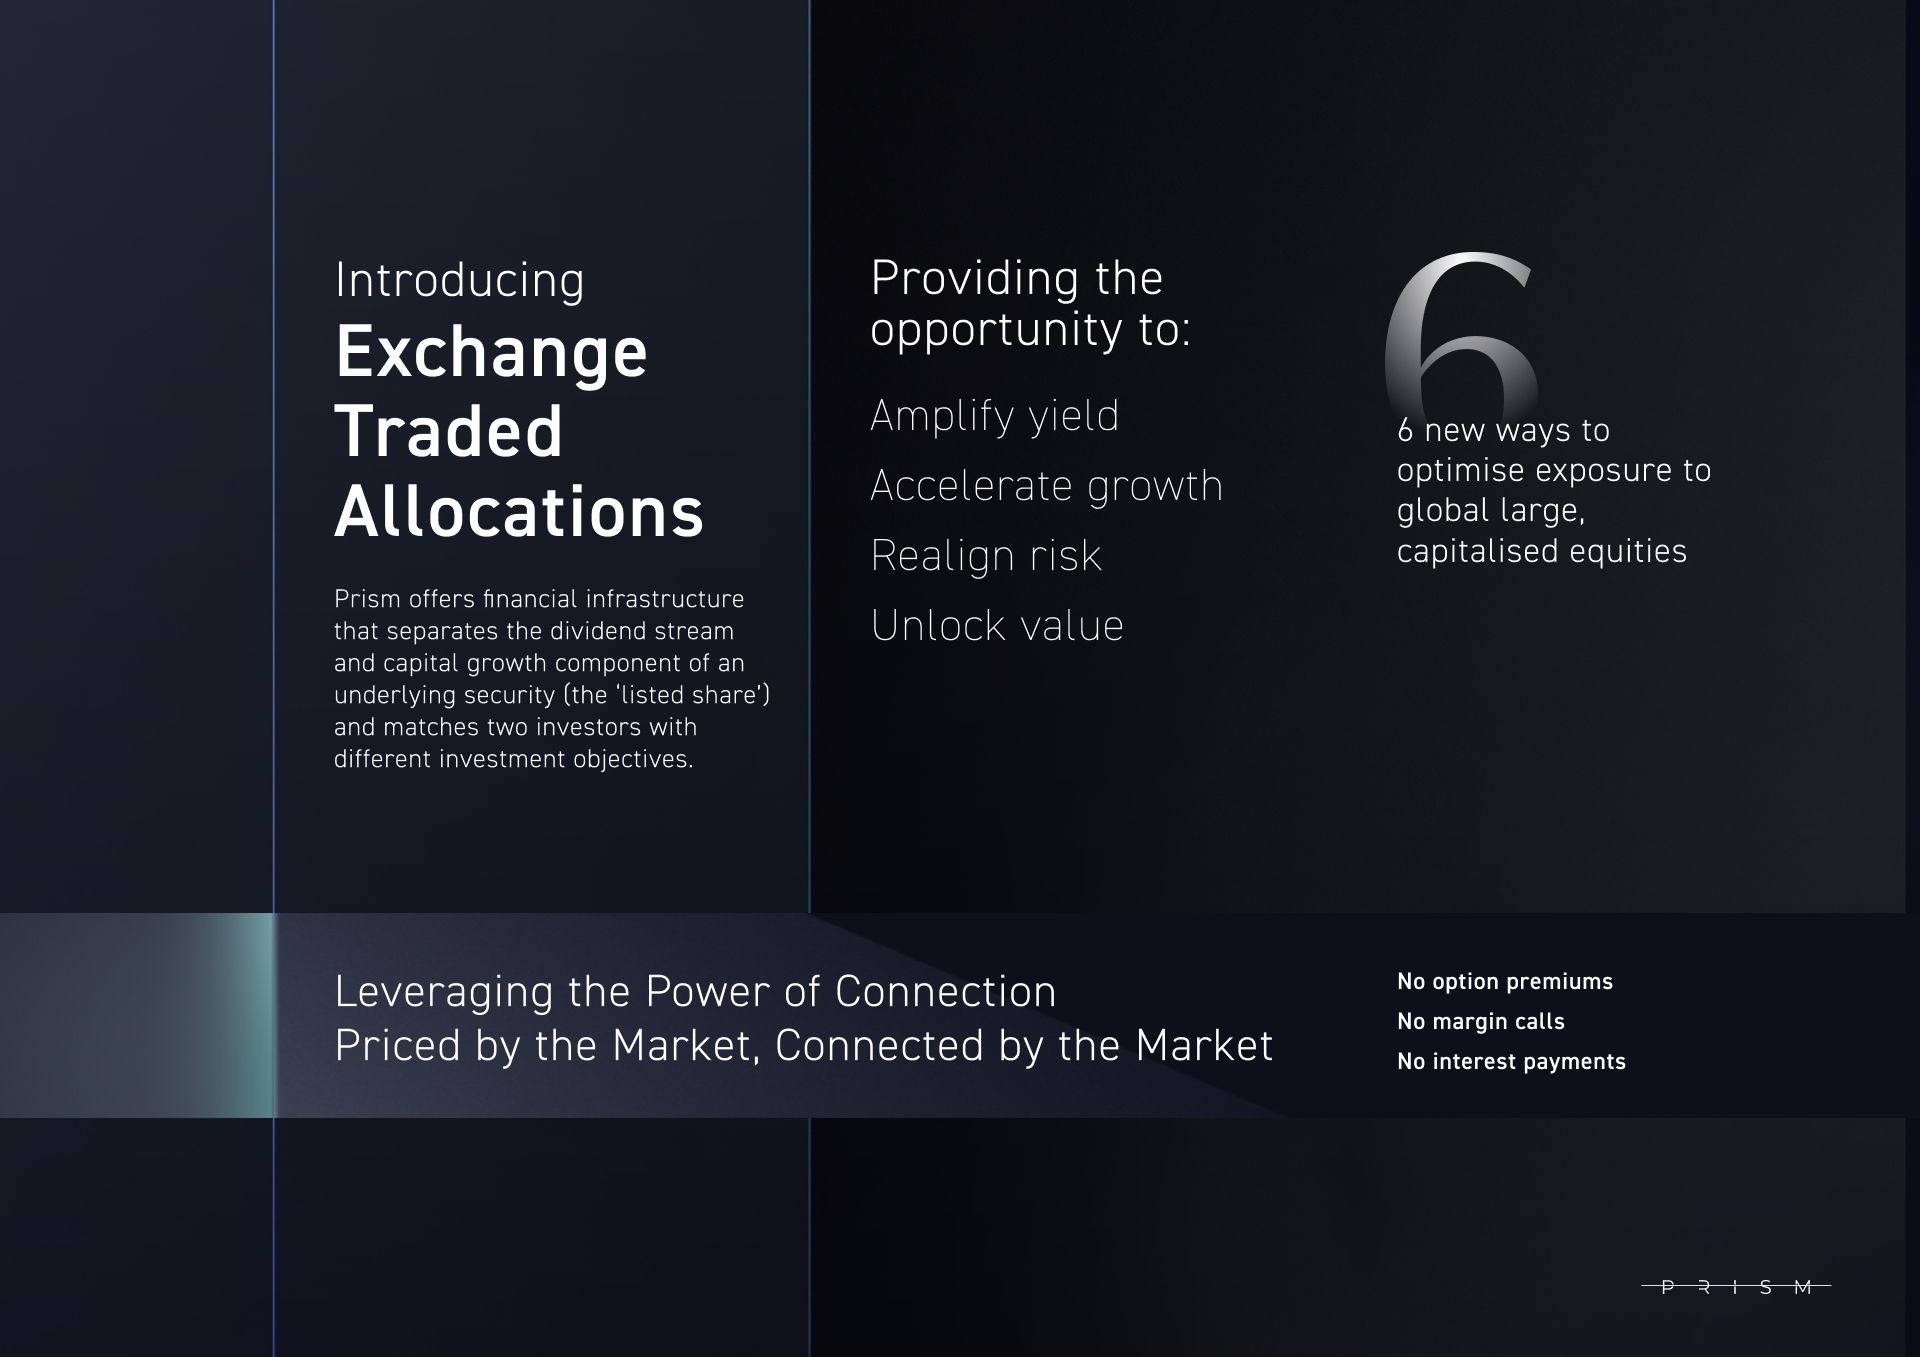 Introducing
Exchange
Traded
Allocations
Prism offers financial infrastructure
that separates the dividend stream
and capital growth component of an
underlying security (the ‘listed share’)
and matches two investors with
different investment objectives.
Providing the
opportunity to:
Amplify yield
Accelerate growth
Realign risk
Unlock value
6
6 new ways to
optimise exposure to
global large,
capitalised equities
Leveraging the Power of Connection
Priced by the Market, Connected by the Market
No option premiums
No margin calls
No interest payments
PRISM